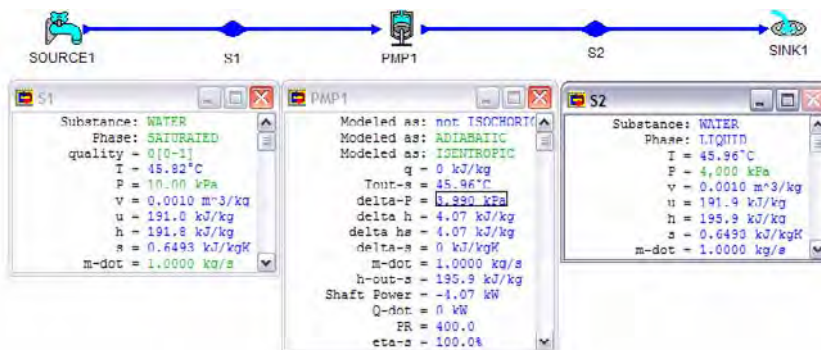 SOURCE1
S1
PMP1
S2
SINK1
S1
Substance: WATER
Phase: SATURATED
quality = 0[0-1]
T = 45.82°C
P = 10.00 kPa
v = 0.0010 m^3/kg
u = 191.0 kJ/kg
h = 191.8 kJ/kg
s = 0.6493 kJ/kgK
m-dot = 1.0000 kg/s
PMP1
Modeled as: not ISOCHORIC
Modeled as: ADIABATIC
Modeled as: ISENTROPIC
q = 0 kJ/kg
Tout-s = 45.96°C
delta-P = 3,990 kPa
delta h = 4.07 kJ/kg
delta hs = 4.07 kJ/kg
delta-s = 0 kJ/kgK
m-dot = 1.0000 kg/s
h-out-s = 195.9 kJ/kg
Shaft Power = -4.07 kW
Q-dot = 0 kW
PR = 400.0
eta-s = 100.0%
S2
Substance: WATER
Phase: LIQUID
T = 45.96°C
P = 4,000 kPa
v = 0.0010 m^3/kg
u = 191.9 kJ/kg
h = 195.9 kJ/kg
s = 0.6493 kJ/kgK
m-dot = 1.0000 kg/s